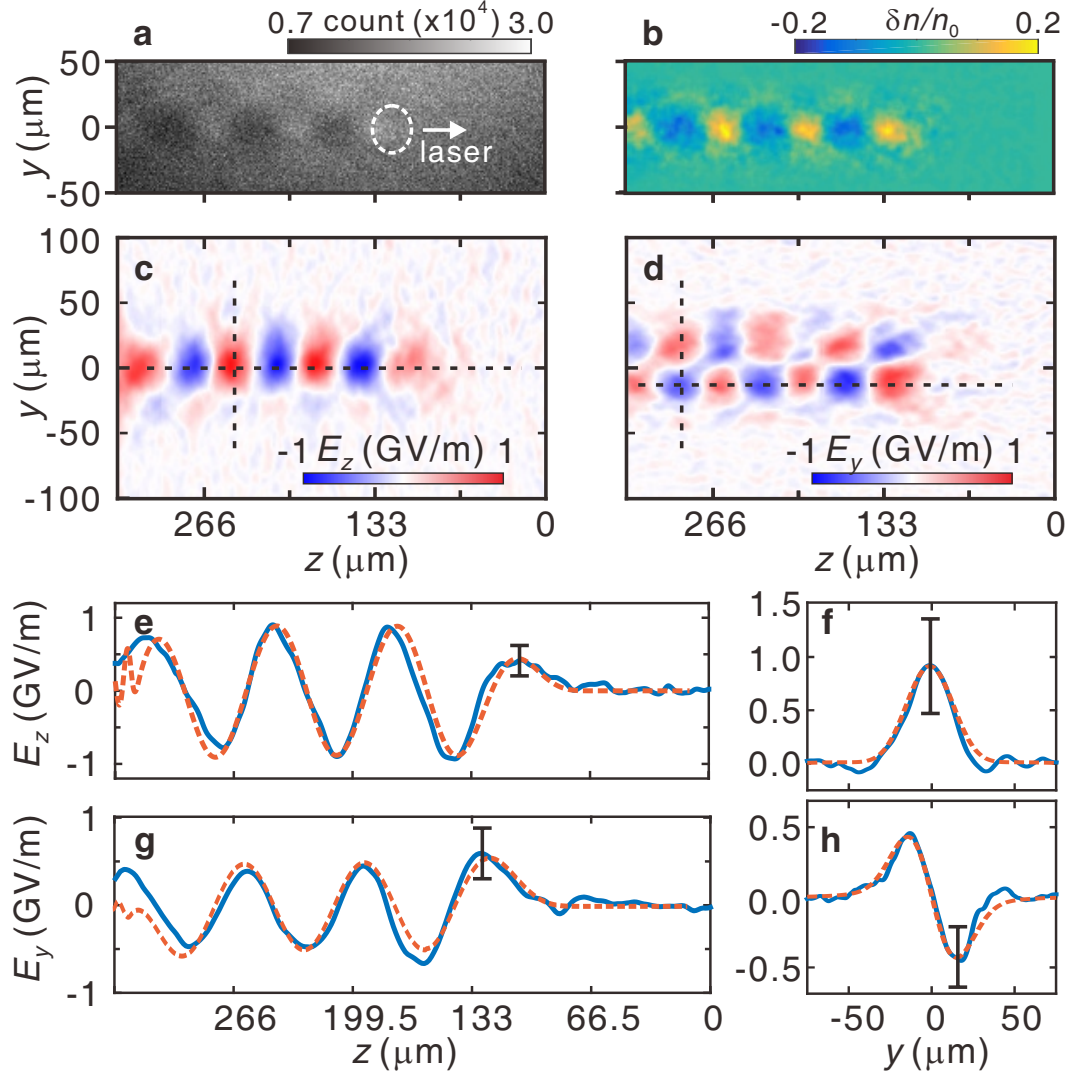 a 0.7 count (x10⁴) 3.0
b -0.2 δn/n₀ 0.2
y (μm)
50
0
-50
laser
c
d
y (μm)
100
50
0
-50
-100
-1 E_z (GV/m) 1
-1 E_y (GV/m) 1
266 133 0
z (μm)
266 133 0
z (μm)
e
E_z (GV/m)
1
0
-1
f
1.5
1.0
0.5
0.0
g
E_y (GV/m)
1
0
-1
266 199.5 133 66.5 0
z (μm)
h
0.5
0.0
-0.5
-50 0 50
y (μm)